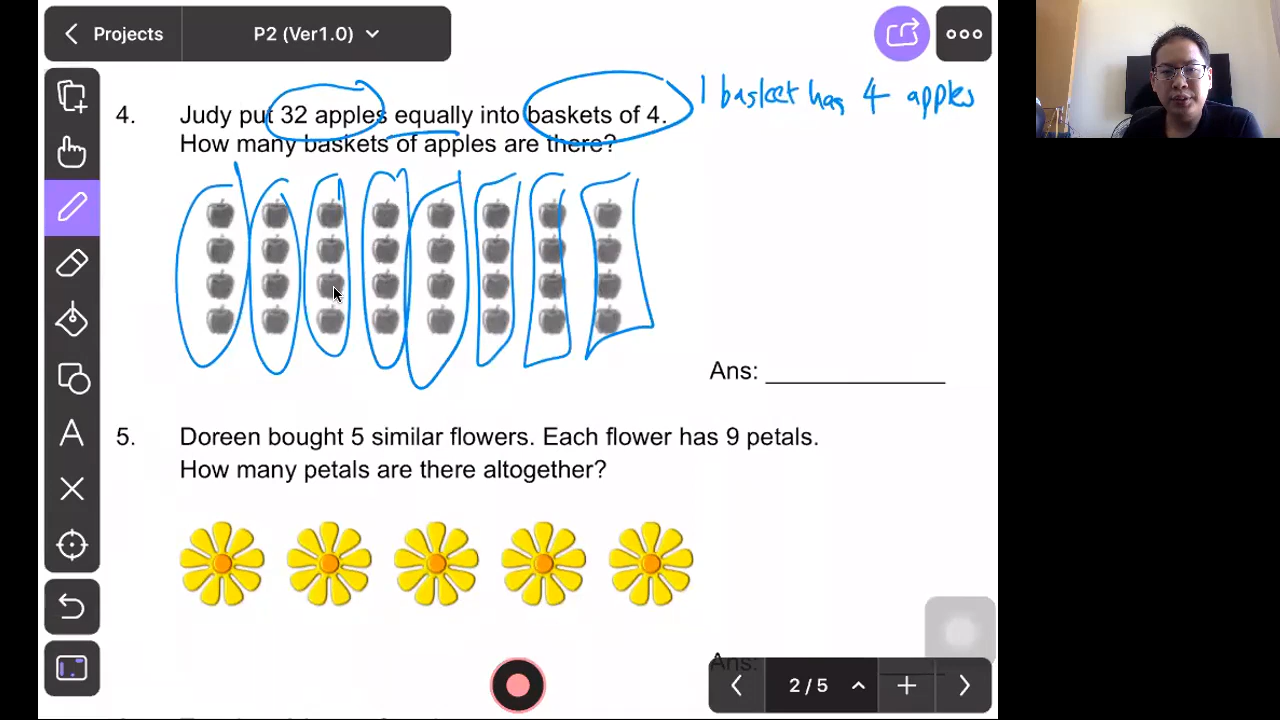 Projects
P2 (Ver1.0)
4. Judy put 32 apples equally into baskets of 4.
1 basket has 4 apples
How many baskets of apples are there?
Ans: ______________
5. Doreen bought 5 similar flowers. Each flower has 9 petals.
How many petals are there altogether?
Ans:
2 / 5